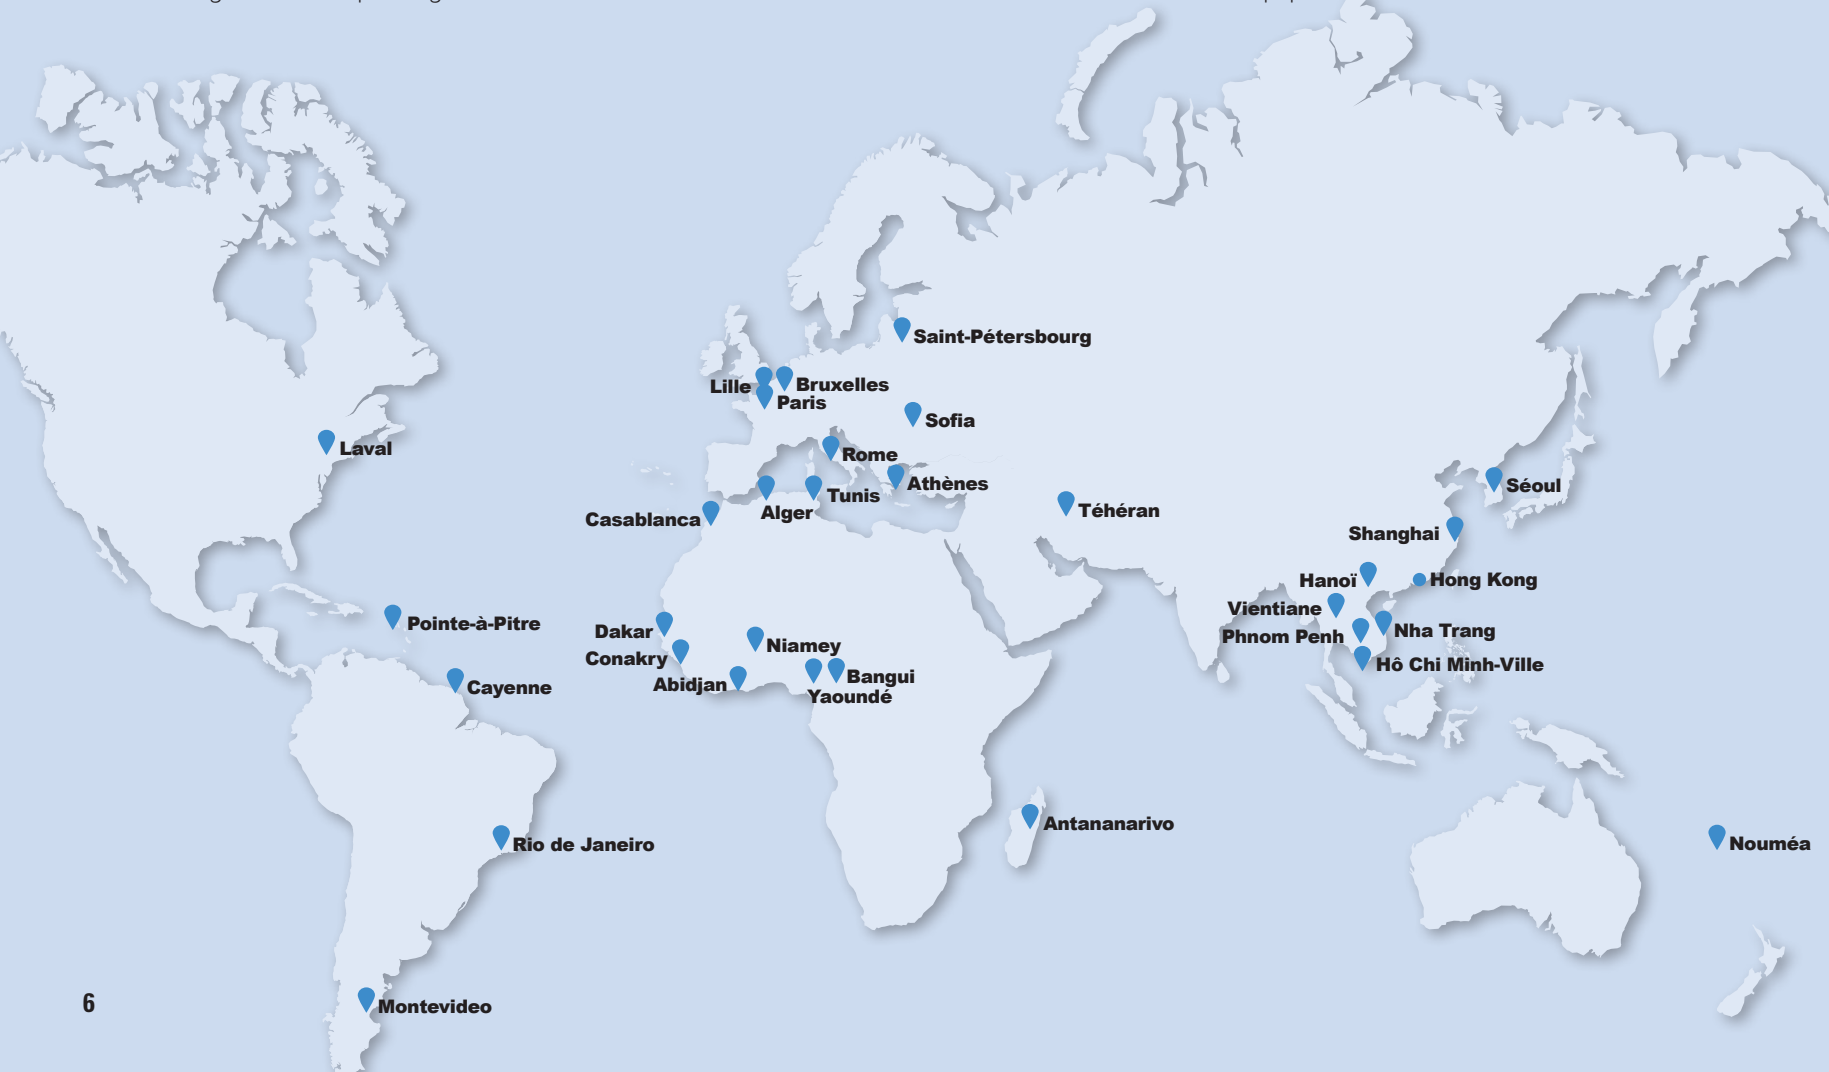 Saint-Pétersbourg
Lille
Bruxelles
Paris
Sofia
Laval
Rome
Athènes
Tunis
Séoul
Alger
Téhéran
Casablanca
Shanghai
Hanoï
Hong Kong
Vientiane
Pointe-à-Pitre
Dakar
Nha Trang
Phnom Penh
Niamey
Conakry
Hô Chi Minh-Ville
Bangui
Abidjan
Cayenne
Yaoundé
Antananarivo
Rio de Janeiro
Nouméa
6
Montevideo